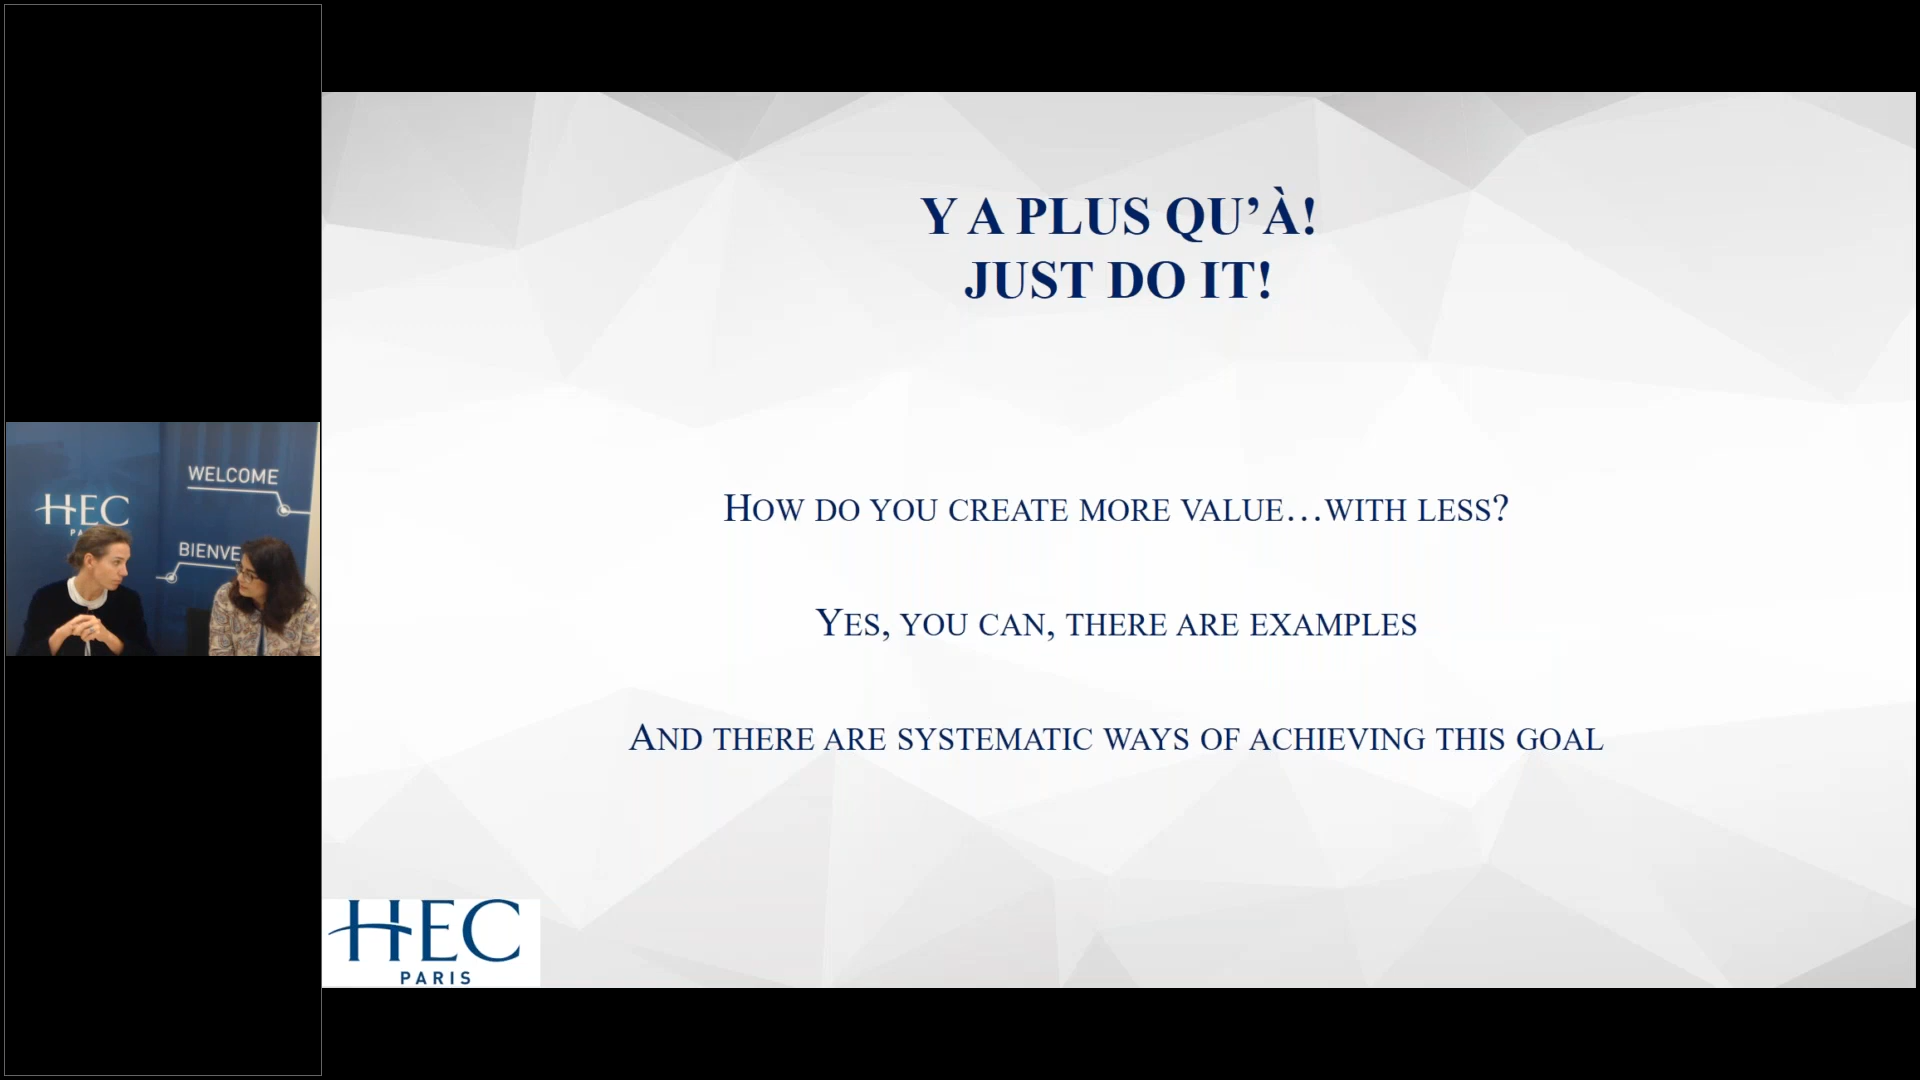 HEC
PA
WELCOME
BIENVE
Y A PLUS QU’À!
JUST DO IT!
HOW DO YOU CREATE MORE VALUE…WITH LESS?
YES, YOU CAN, THERE ARE EXAMPLES
AND THERE ARE SYSTEMATIC WAYS OF ACHIEVING THIS GOAL
HEC
PARIS